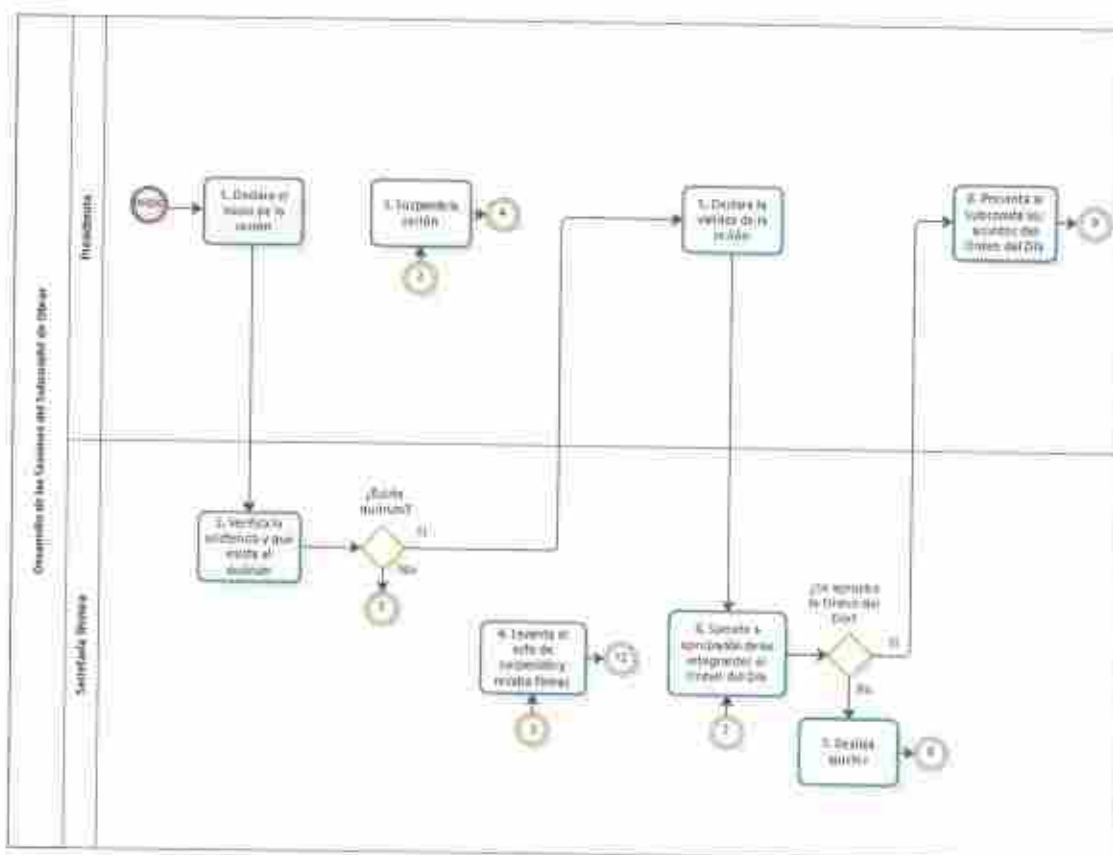 Desarrollo de las Sesiones del Subcomité de Obras
Presidente
Secretaría Técnica
Inicio
1. Declara el
inicio de la
sesión
3. Suspende la
sesión
4
2
5. Declara la
validez de la
sesión
8. Presenta al
Subcomité los
asuntos del
Orden del Día
9
2. Verifica la
asistencia y que
exista el
quórum
¿Existe
quórum?
Sí
No
3
4. Levanta el
acta de
suspensión y
recaba firmas
12
3
6. Somete a
aprobación de los
integrantes el
Orden del Día
7
¿Se aprueba
la Orden del
Día?
Sí
No
7. Realiza
ajustes
6